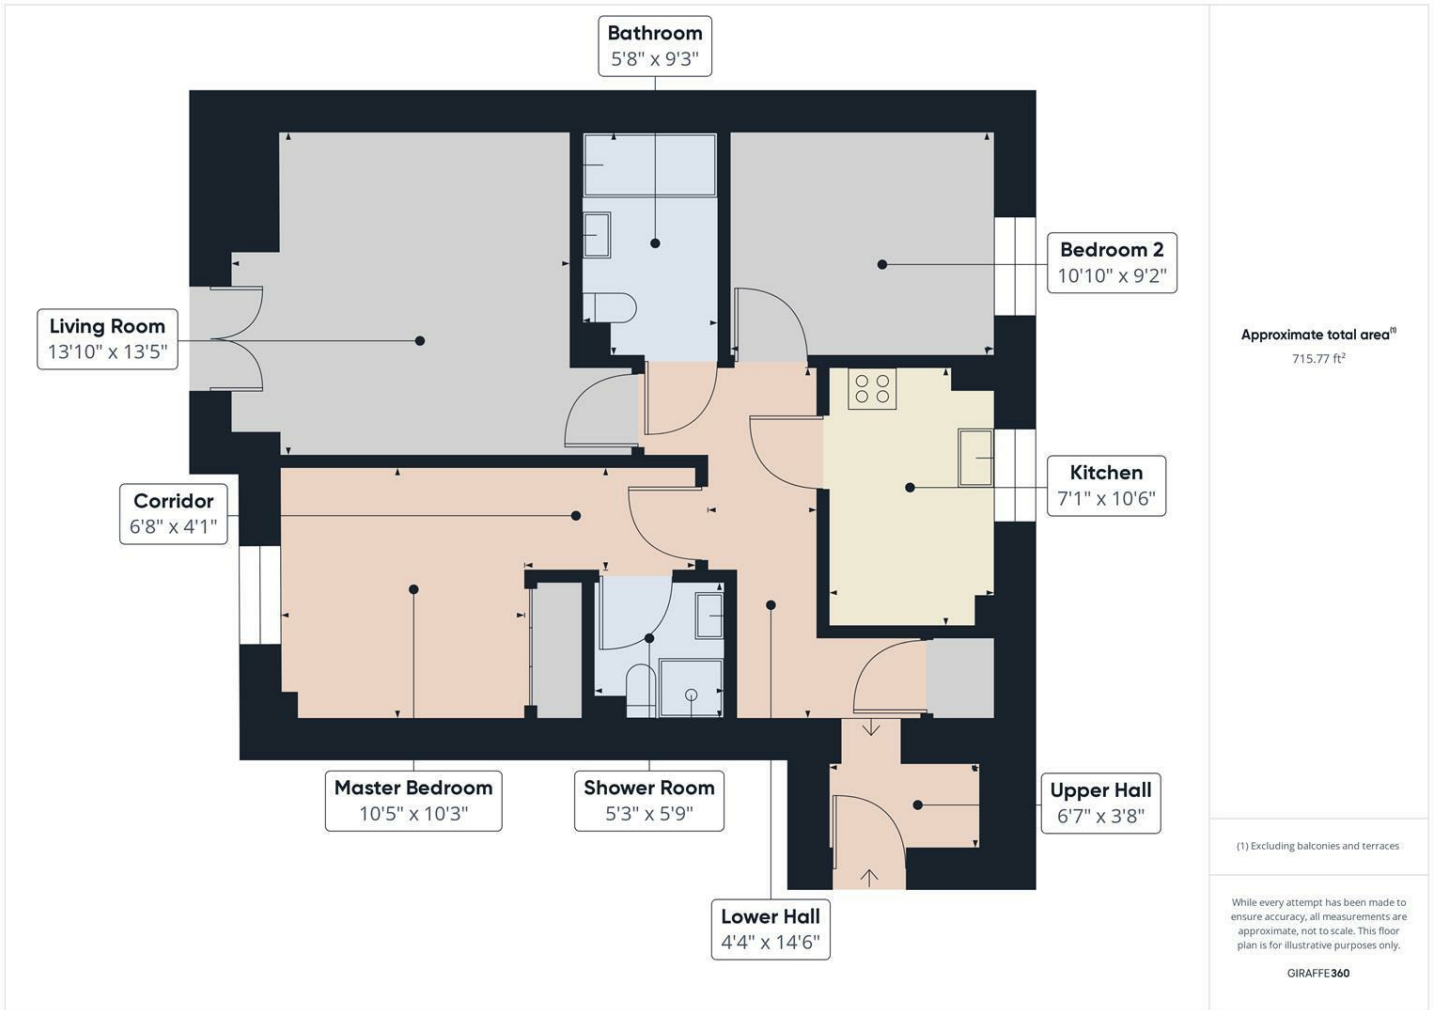 Bathroom
5'8" x 9'3"
Bedroom 2
10'10" x 9'2"
Living Room
13'10" x 13'5"
Corridor
6'8" x 4'1"
Kitchen
7'1" x 10'6"
Master Bedroom
10'5" x 10'3"
Shower Room
5'3" x 5'9"
Upper Hall
6'7" x 3'8"
Lower Hall
4'4" x 14'6"
Approximate total area(1)
715.77 ft²
(1) Excluding balconies and terraces
While every attempt has been made to
ensure accuracy, all measurements are
approximate, not to scale. This floor
plan is for illustrative purposes only.
GIRAFFE360